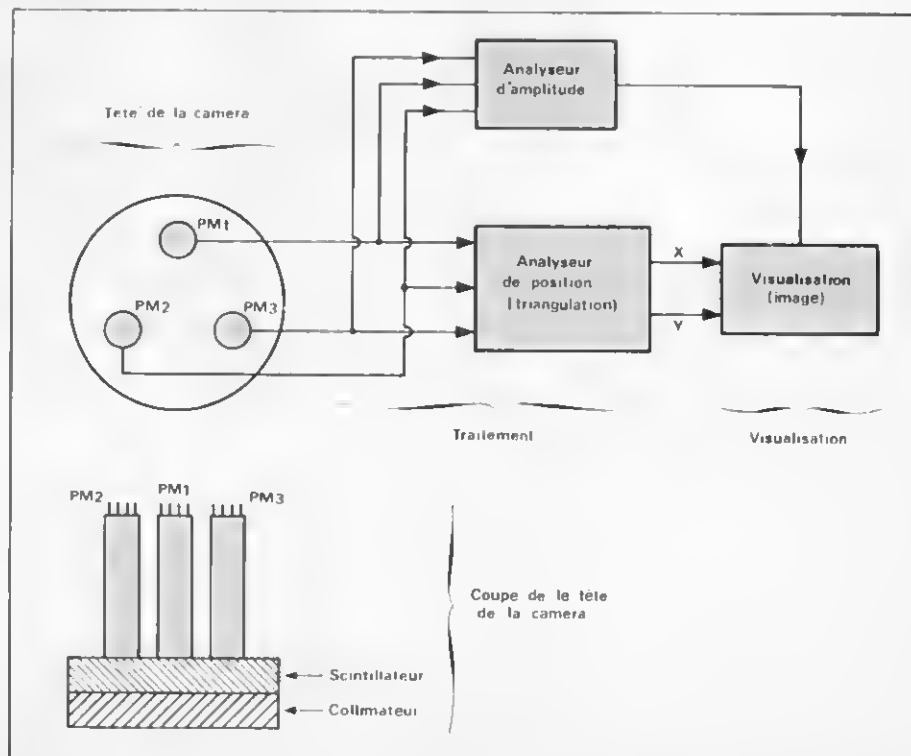 Analyseur
d'amplitude
Tete de la camera
PM1
PM2
PM3
Analyseur
de position
(triangulation)
X
Y
Visualisatron
(image)
Traitement
Visualisation
PM2
PM1
PM3
Coupe de le tête
de la camera
Scintillateur
Collimateur